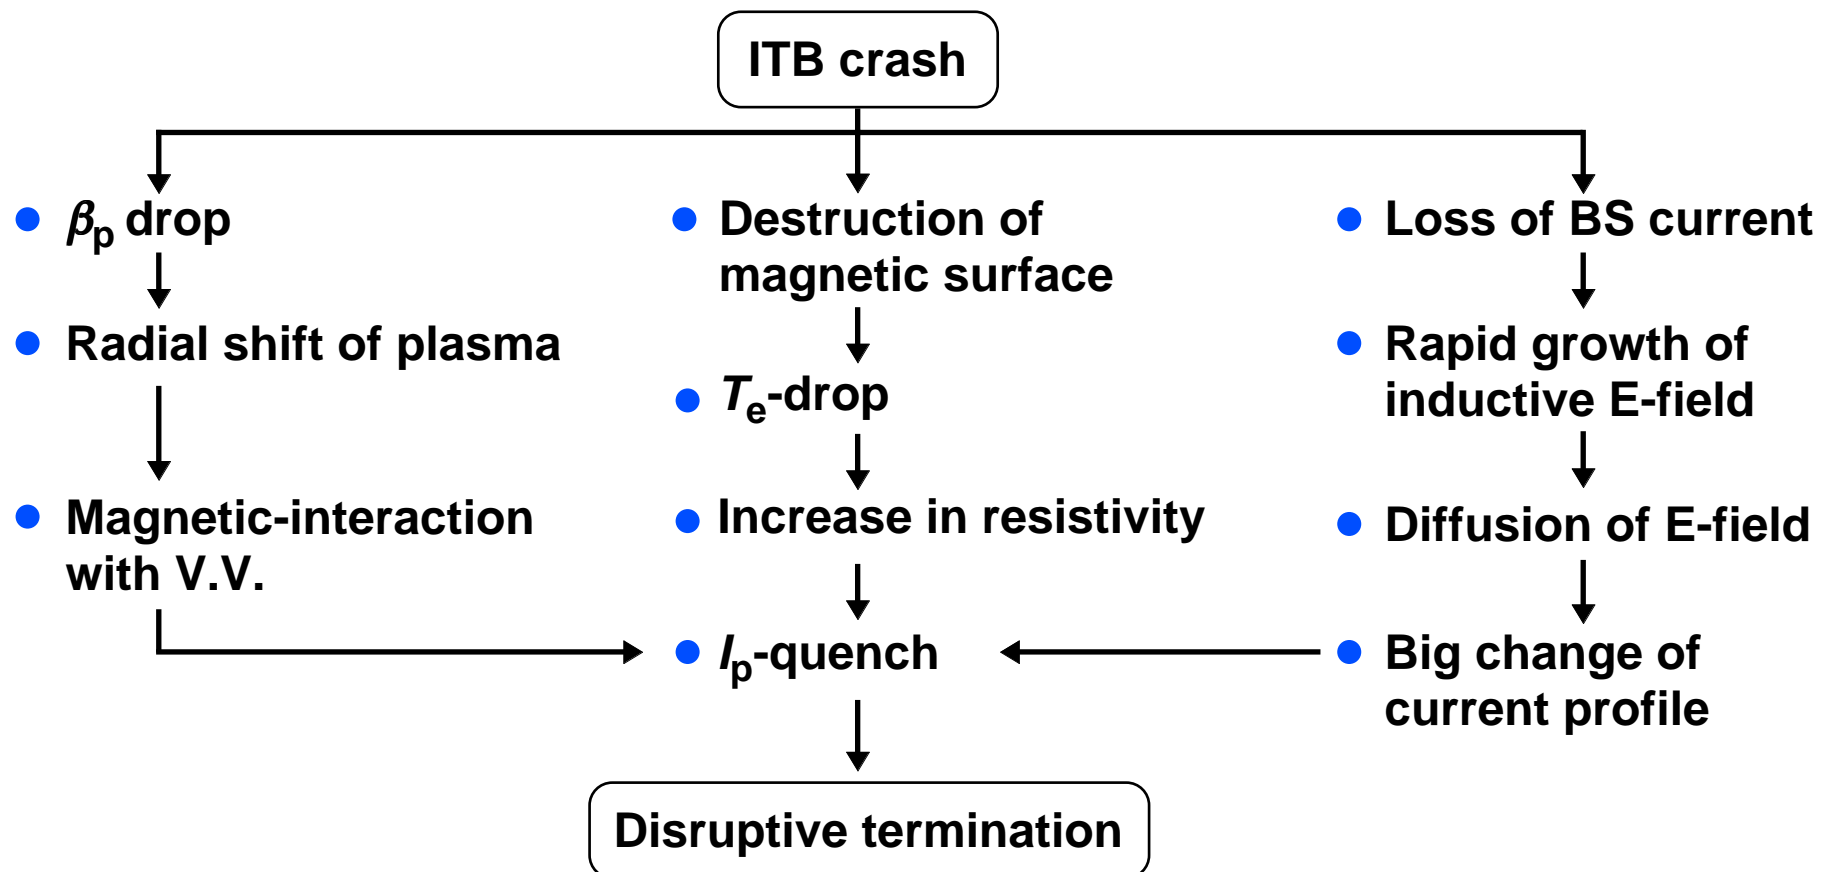 ITB crash
βp drop
Radial shift of plasma
Magnetic-interaction
with V.V.
Destruction of
magnetic surface
Te-drop
Increase in resistivity
Ip-quench
Loss of BS current
Rapid growth of
inductive E-field
Diffusion of E-field
Big change of
current profile
Disruptive termination